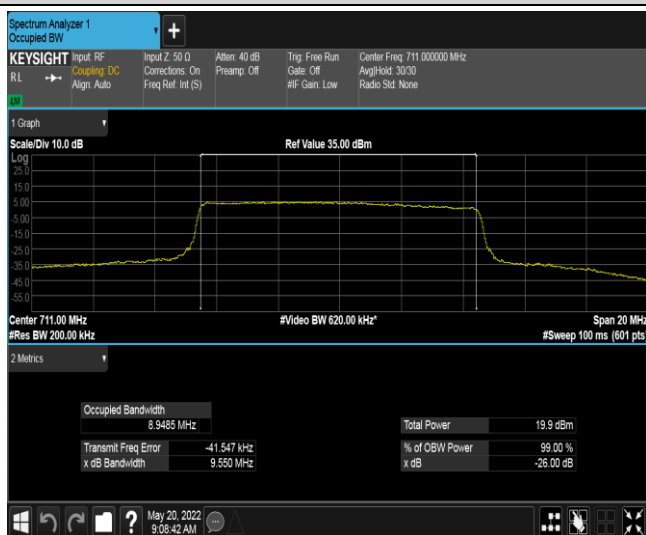 Spectrum Analyzer 1
Occupied BW
+
KEYSIGHT
RL
Input: RF
Coupling: DC
Align: Auto
Input Z: 50 Ω
Corrections: On
Freq Ref: Int (S)
Atten: 40 dB
Preamp: Off
Trig: Free Run
Gate: Off
#IF Gain: Low
Center Freq: 711.000000 MHz
Avg|Hold: 30/30
Radio Std: None
1 Graph
Scale/Div 10.0 dB
Ref Value 35.00 dBm
Log
25.0
15.0
5.00
-5.00
-15.0
-25.0
-35.0
-45.0
-55.0
Center 711.00 MHz
#Video BW 620.00 kHz*
Span 20 MHz
#Res BW 200.00 kHz
#Sweep 100 ms (601 pts)
2 Metrics
Occupied Bandwidth
8.9485 MHz
Total Power 19.9 dBm
Transmit Freq Error -41.547 kHz
% of OBW Power 99.00 %
x dB Bandwidth 9.550 MHz
x dB -26.00 dB
?
May 20, 2022
9:08:42 AM